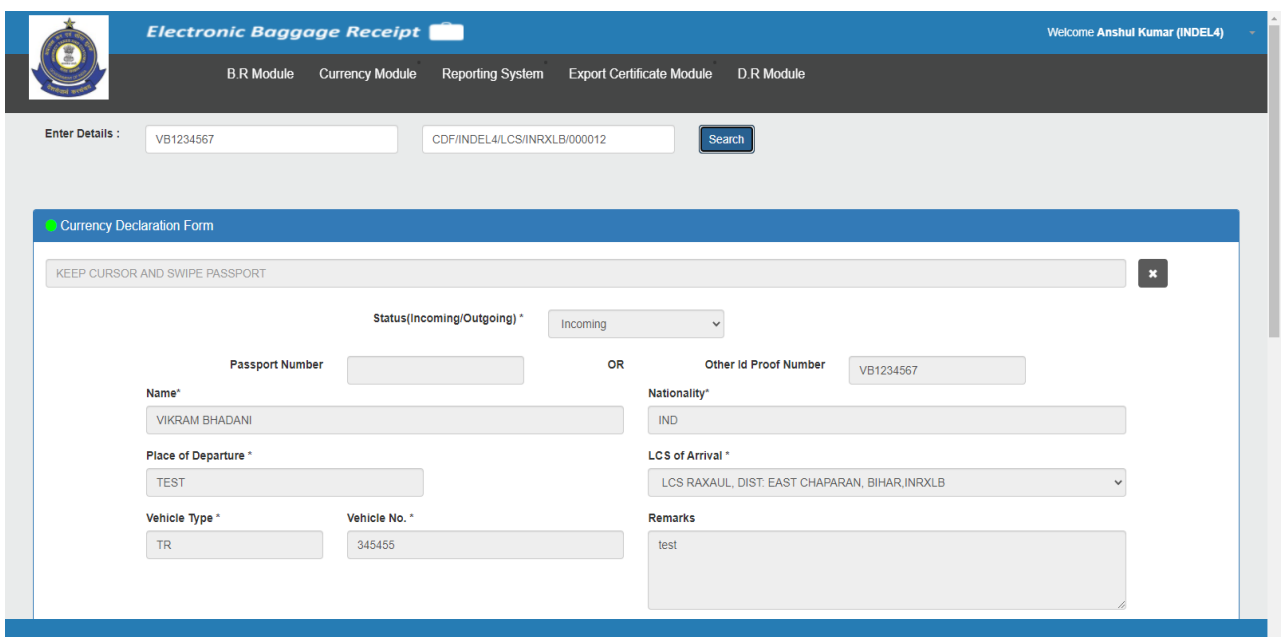 Electronic Baggage Receipt
Welcome Anshul Kumar (INDEL4)
B.R Module Currency Module Reporting System Export Certificate Module D.R Module
Enter Details : VB1234567 CDF/INDEL4/LCS/INRXLB/000012 Search
Currency Declaration Form
KEEP CURSOR AND SWIPE PASSPORT
Status(Incoming/Outgoing) * Incoming
Passport Number OR Other Id Proof Number VB1234567
Name* Nationality*
VIKRAM BHADANI IND
Place of Departure * LCS of Arrival *
TEST LCS RAXAUL, DIST: EAST CHAPARAN, BIHAR,INRXLB
Vehicle Type * Vehicle No. * Remarks
TR 345455 test